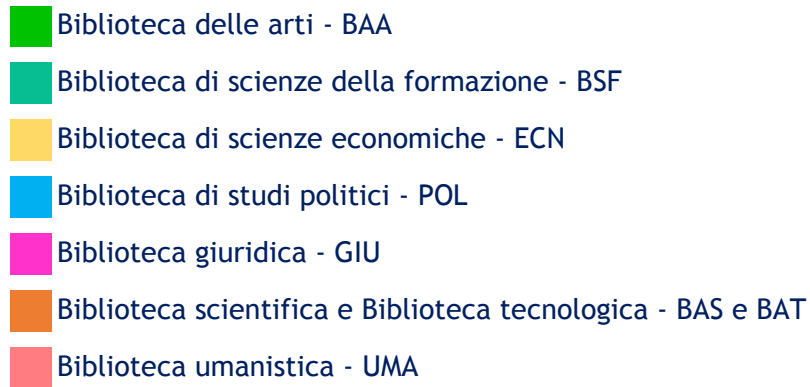 Biblioteca delle arti - BAA
Biblioteca di scienze della formazione - BSF
Biblioteca di scienze economiche - ECN
Biblioteca di studi politici - POL
Biblioteca giuridica - GIU
Biblioteca scientifica e Biblioteca tecnologica - BAS e BAT
Biblioteca umanistica - UMA